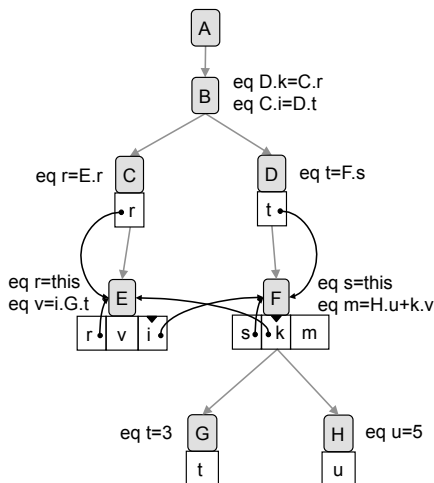 A
B
eq D.k=C.r
eq C.i=D.t
C
eq r=E.r
r
D
eq t=F.s
t
eq r=this
eq v=i.G.t
E
r v i
F
eq s=this
eq m=H.u+k.v
s k m
eq t=3
G
t
H
eq u=5
u